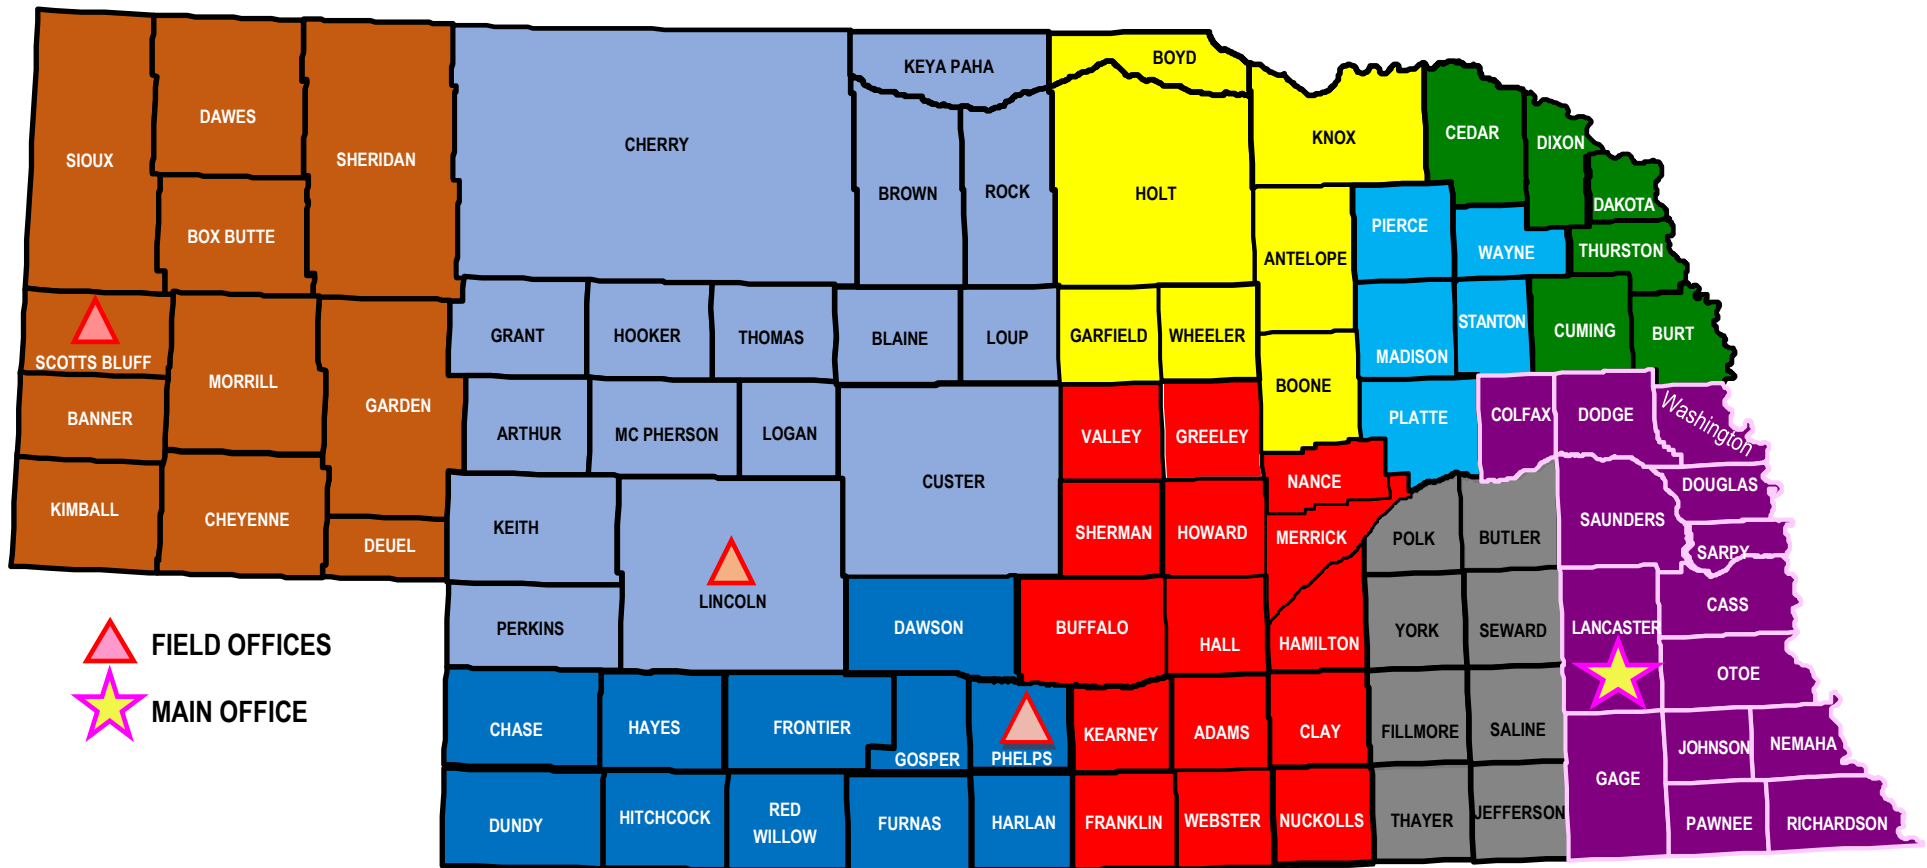 BOYD
KEYA PAHA
DAWES
CHERRY
KNOX
CEDAR
DIXON
SIOUX
SHERIDAN
BROWN
ROCK
HOLT
DAKOTA
PIERCE
BOX BUTTE
ANTELOPE
WAYNE
THURSTON
GRANT
HOOKER
THOMAS
BLAINE
LOUP
GARFIELD
WHEELER
STANTON
CUMING
BURT
SCOTTS BLUFF
MADISON
MORRILL
BOONE
GARDEN
BANNER
ARTHUR
MC PHERSON
LOGAN
VALLEY
GREELEY
PLATTE
COLFAX
DODGE
Washington
CUSTER
NANCE
DOUGLAS
KIMBALL
CHEYENNE
KEITH
SHERMAN
HOWARD
MERRICK
POLK
BUTLER
SAUNDERS
SARPY
DEUEL
LINCOLN
CASS
PERKINS
DAWSON
BUFFALO
HALL
HAMILTON
YORK
SEWARD
LANCASTER
FIELD OFFICES
OTOE
MAIN OFFICE
CHASE
HAYES
FRONTIER
GOSPER
PHELPS
KEARNEY
ADAMS
CLAY
FILLMORE
SALINE
JOHNSON
NEMAHA
GAGE
DUNDY
HITCHCOCK
RED
WILLOW
FURNAS
HARLAN
FRANKLIN
WEBSTER
NUCKOLLS
THAYER
JEFFERSON
PAWNEE
RICHARDSON